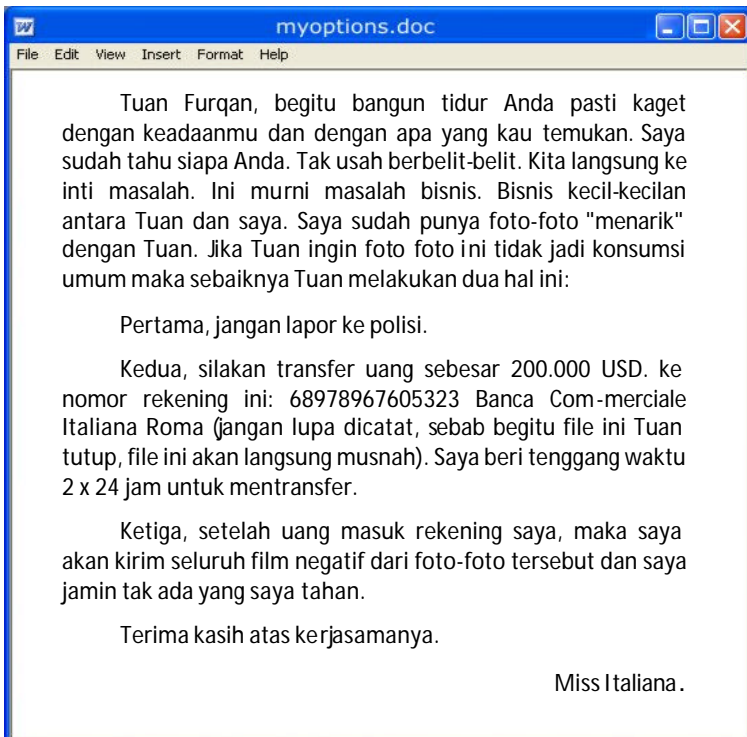 myoptions.doc
File Edit View Insert Format Help
Tuan Furqan, begitu bangun tidur Anda pasti kaget
dengan keadaanmu dan dengan apa yang kau temukan. Saya
sudah tahu siapa Anda. Tak usah berbelit-belit. Kita langsung ke
inti masalah. Ini murni masalah bisnis. Bisnis kecil-kecilan
antara Tuan dan saya. Saya sudah punya foto-foto "menarik"
dengan Tuan. Jika Tuan ingin foto foto ini tidak jadi konsumsi
umum maka sebaiknya Tuan melakukan dua hal ini:
Pertama, jangan lapor ke polisi.
Kedua, silakan transfer uang sebesar 200.000 USD. ke
nomor rekening ini: 68978967605323 Banca Com-merciale
Italiana Roma (jangan lupa dicatat, sebab begitu file ini Tuan
tutup, file ini akan langsung musnah). Saya beri tenggang waktu
2 x 24 jam untuk mentransfer.
Ketiga, setelah uang masuk rekening saya, maka saya
akan kirim seluruh film negatif dari foto-foto tersebut dan saya
jamin tak ada yang saya tahan.
Terima kasih atas kerjasamanya.
Miss Italiana.